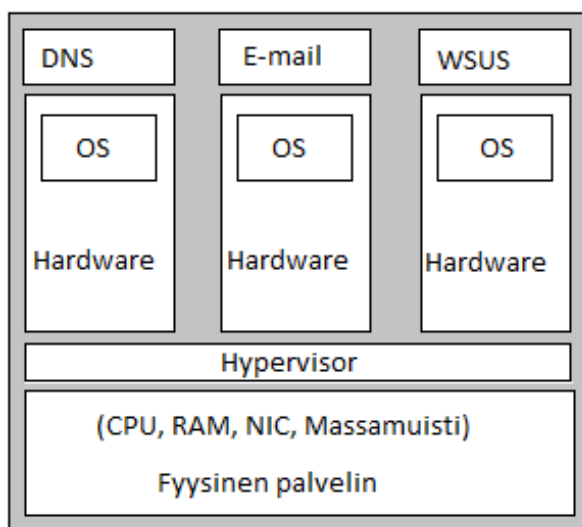 DNS E-mail WSUS
OS OS OS
Hardware Hardware Hardware
Hypervisor
(CPU, RAM, NIC, Massamuisti)
Fyysinen palvelin